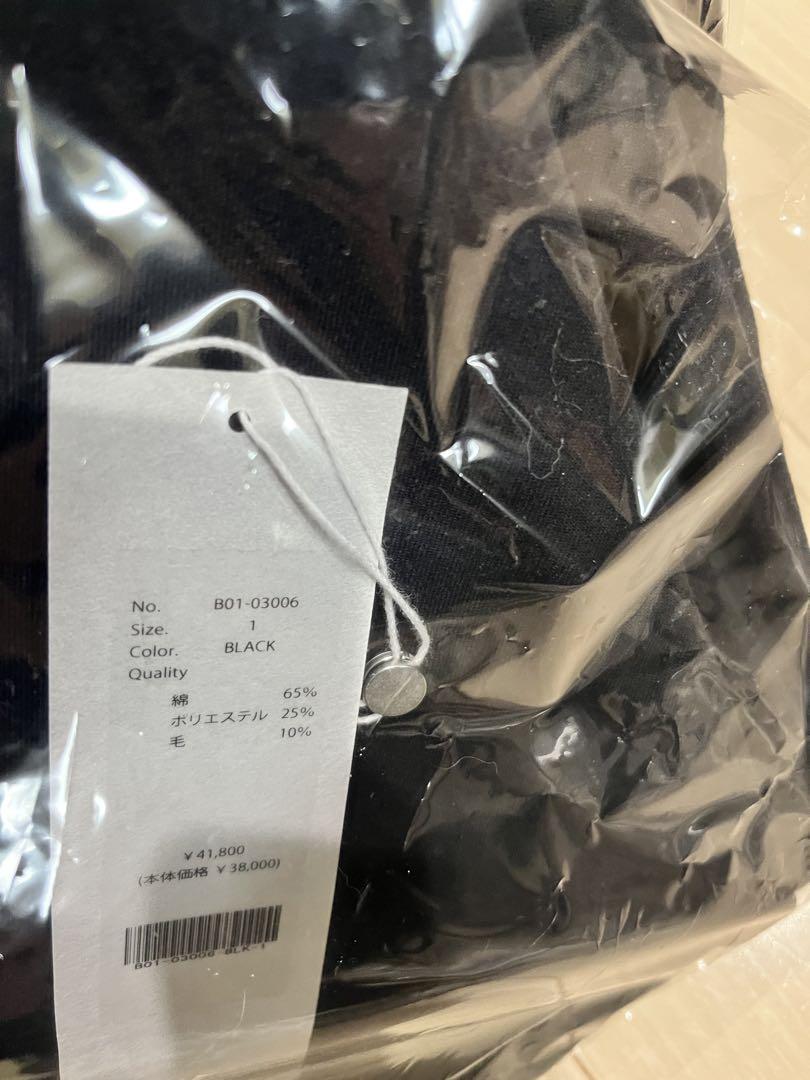 No. B01-03006
Size. 1
Color. BLACK
Quality
綿 65%
ポリエステル 25%
毛 10%
¥41,800
(本体価格 ¥38,000)
B01-03006-BLK-1